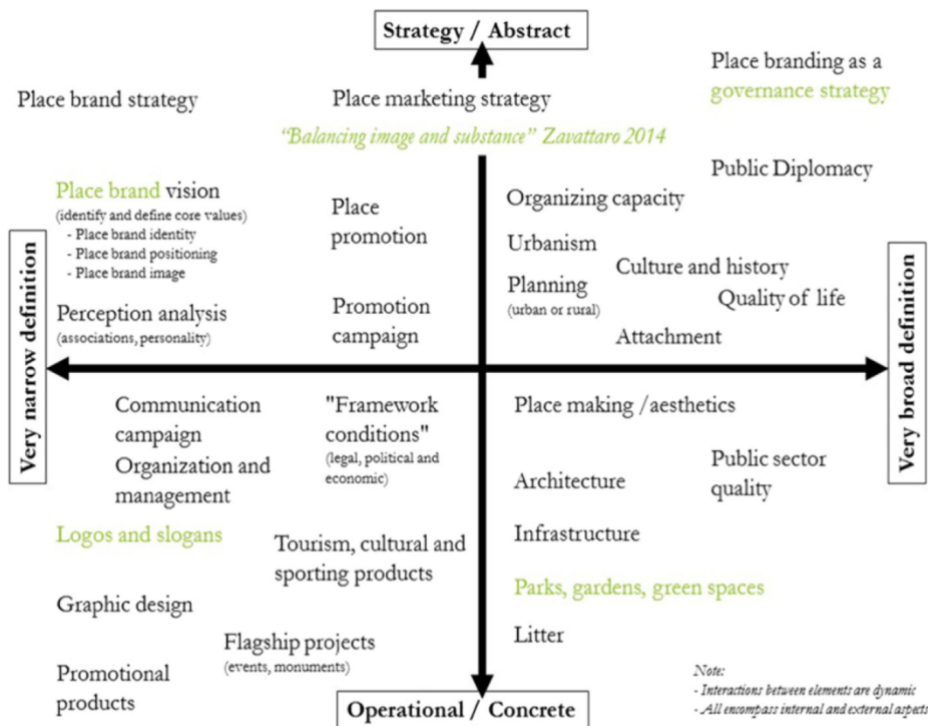 Strategy / Abstract
Place branding as a
governance strategy
Place brand strategy
Place marketing strategy
“Balancing image and substance” Zavattaro 2014
Public Diplomacy
Place brand vision
(identify and define core values)
- Place brand identity
- Place brand positioning
- Place brand image
Place
promotion
Organizing capacity
Urbanism
Culture and history
Planning
(urban or rural)
Quality of life
Perception analysis
(associations, personality)
Promotion
campaign
Attachment
Very narrow definition
Very broad definition
Communication
campaign
Organization and
management
"Framework
conditions"
(legal, political and
economic)
Place making /aesthetics
Architecture
Public sector
quality
Logos and slogans
Tourism, cultural and
sporting products
Infrastructure
Graphic design
Parks, gardens, green spaces
Flagship projects
(events, monuments)
Litter
Promotional
products
Operational / Concrete
Note:
- Interactions between elements are dynamic
- All encompass internal and external aspects